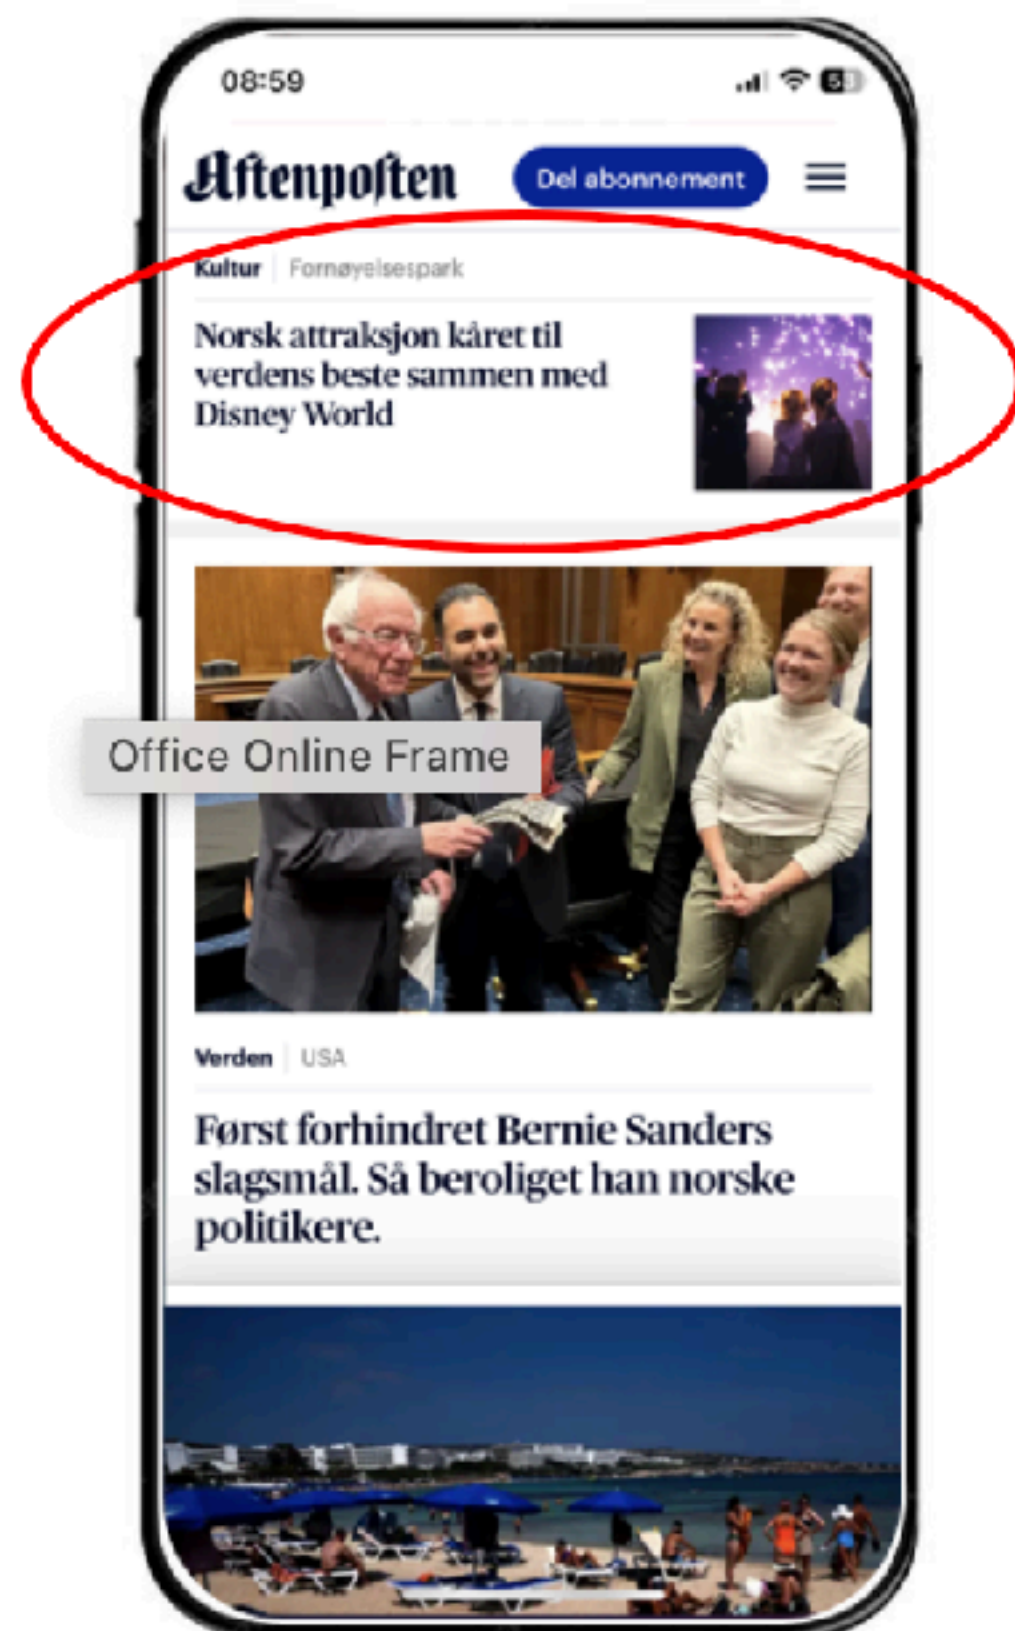 08:59
Aftenposten
Del abonnement
Kultur
Fornøyelsespark
Norsk attraksjon kåret til
verdens beste sammen med
Disney World
Office Online Frame
Verden
USA
Først forhindret Bernie Sanders
slagsmål. Så beroliget han norske
politikere.